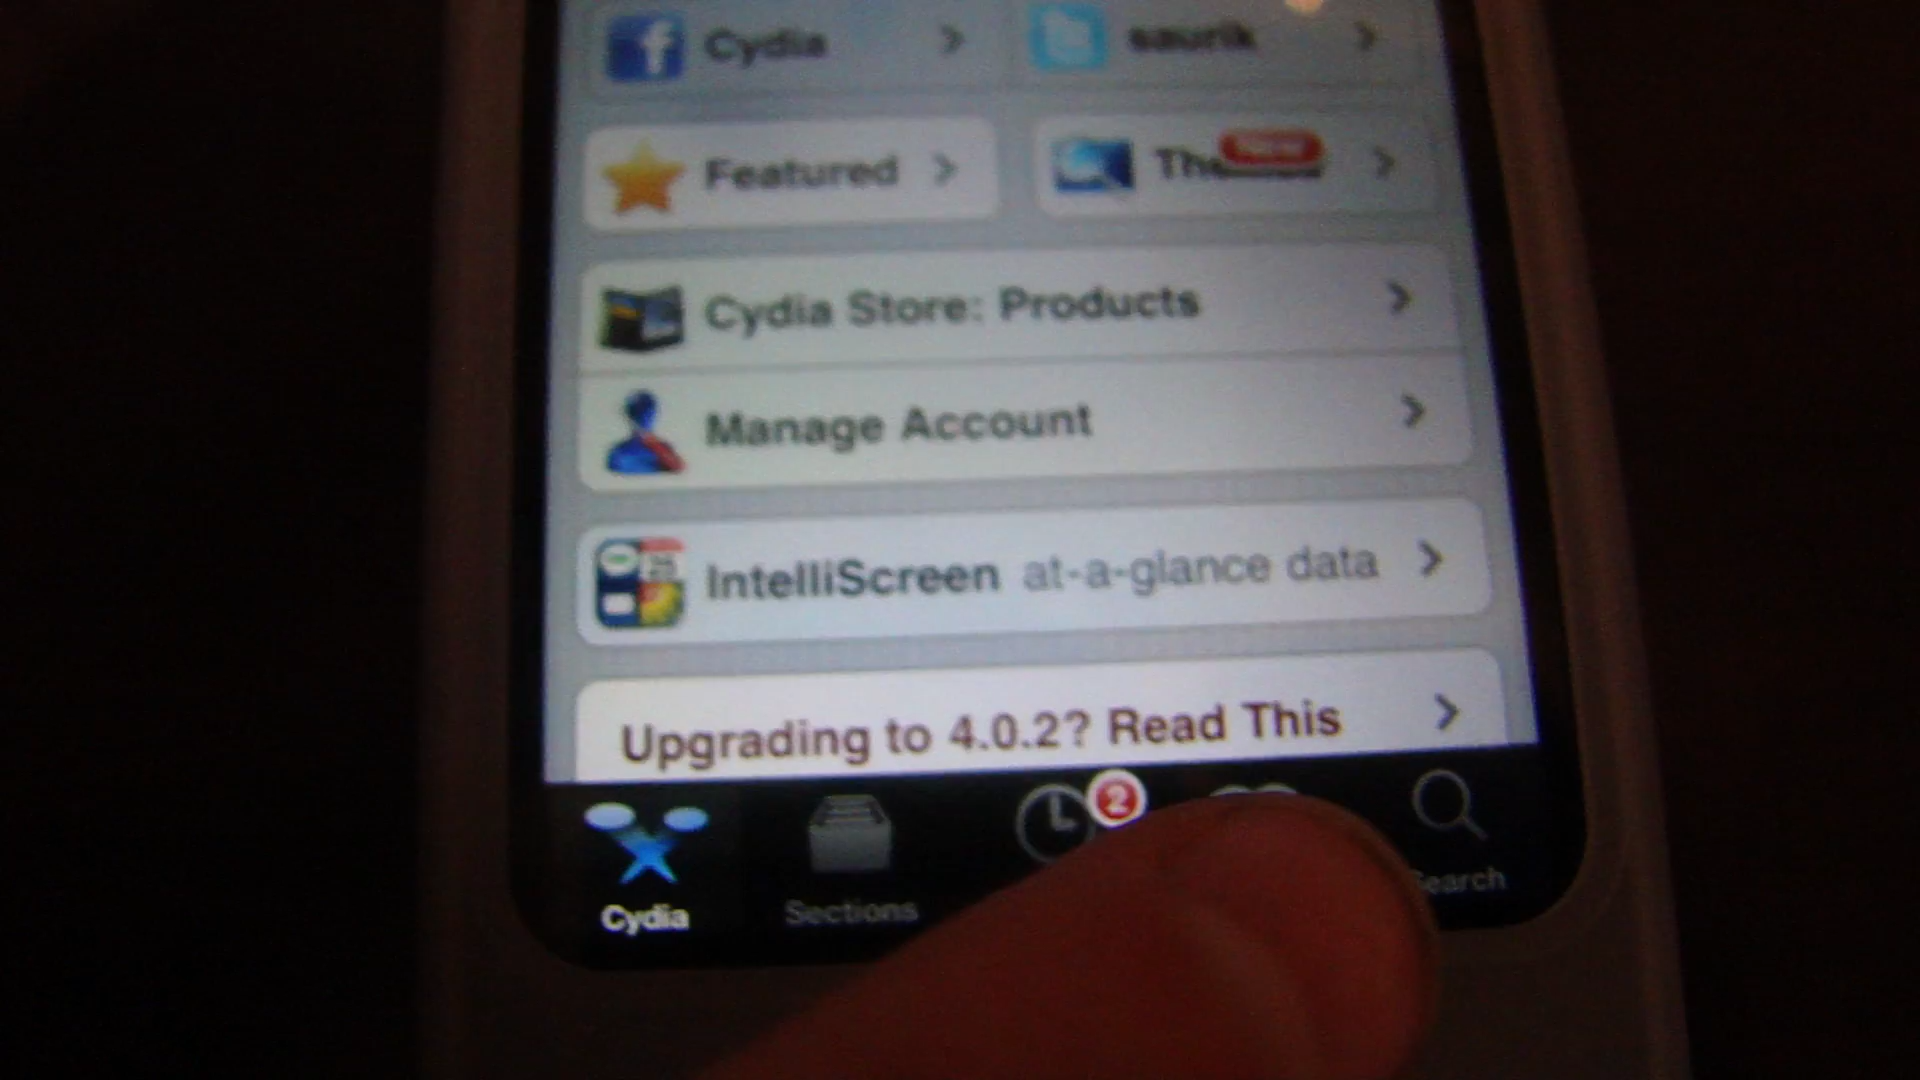 Cydia
saurik
Featured
Cydia Store: Products
Manage Account
IntelliScreen at-a-glance data
Upgrading to 4.0.2? Read This
2
Cydia
Sections
Search